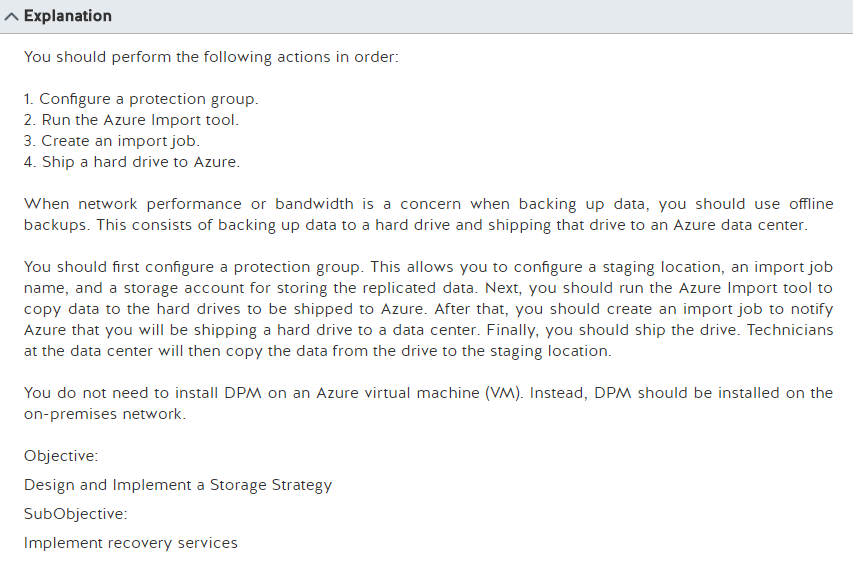 Explanation
You should perform the following actions in order:
1. Configure a protection group.
2. Run the Azure Import tool.
3. Create an import job.
4. Ship a hard drive to Azure.
When network performance or bandwidth is a concern when backing up data, you should use offline
backups. This consists of backing up data to a hard drive and shipping that drive to an Azure data center.
You should first configure a protection group. This allows you to configure a staging location, an import job
name, and a storage account for storing the replicated data. Next, you should run the Azure Import tool to
copy data to the hard drives to be shipped to Azure. After that, you should create an import job to notify
Azure that you will be shipping a hard drive to a data center. Finally, you should ship the drive. Technicians
at the data center will then copy the data from the drive to the staging location.
You do not need to install DPM on an Azure virtual machine (VM). Instead, DPM should be installed on the
on-premises network.
Objective:
Design and Implement a Storage Strategy
SubObjective:
Implement recovery services